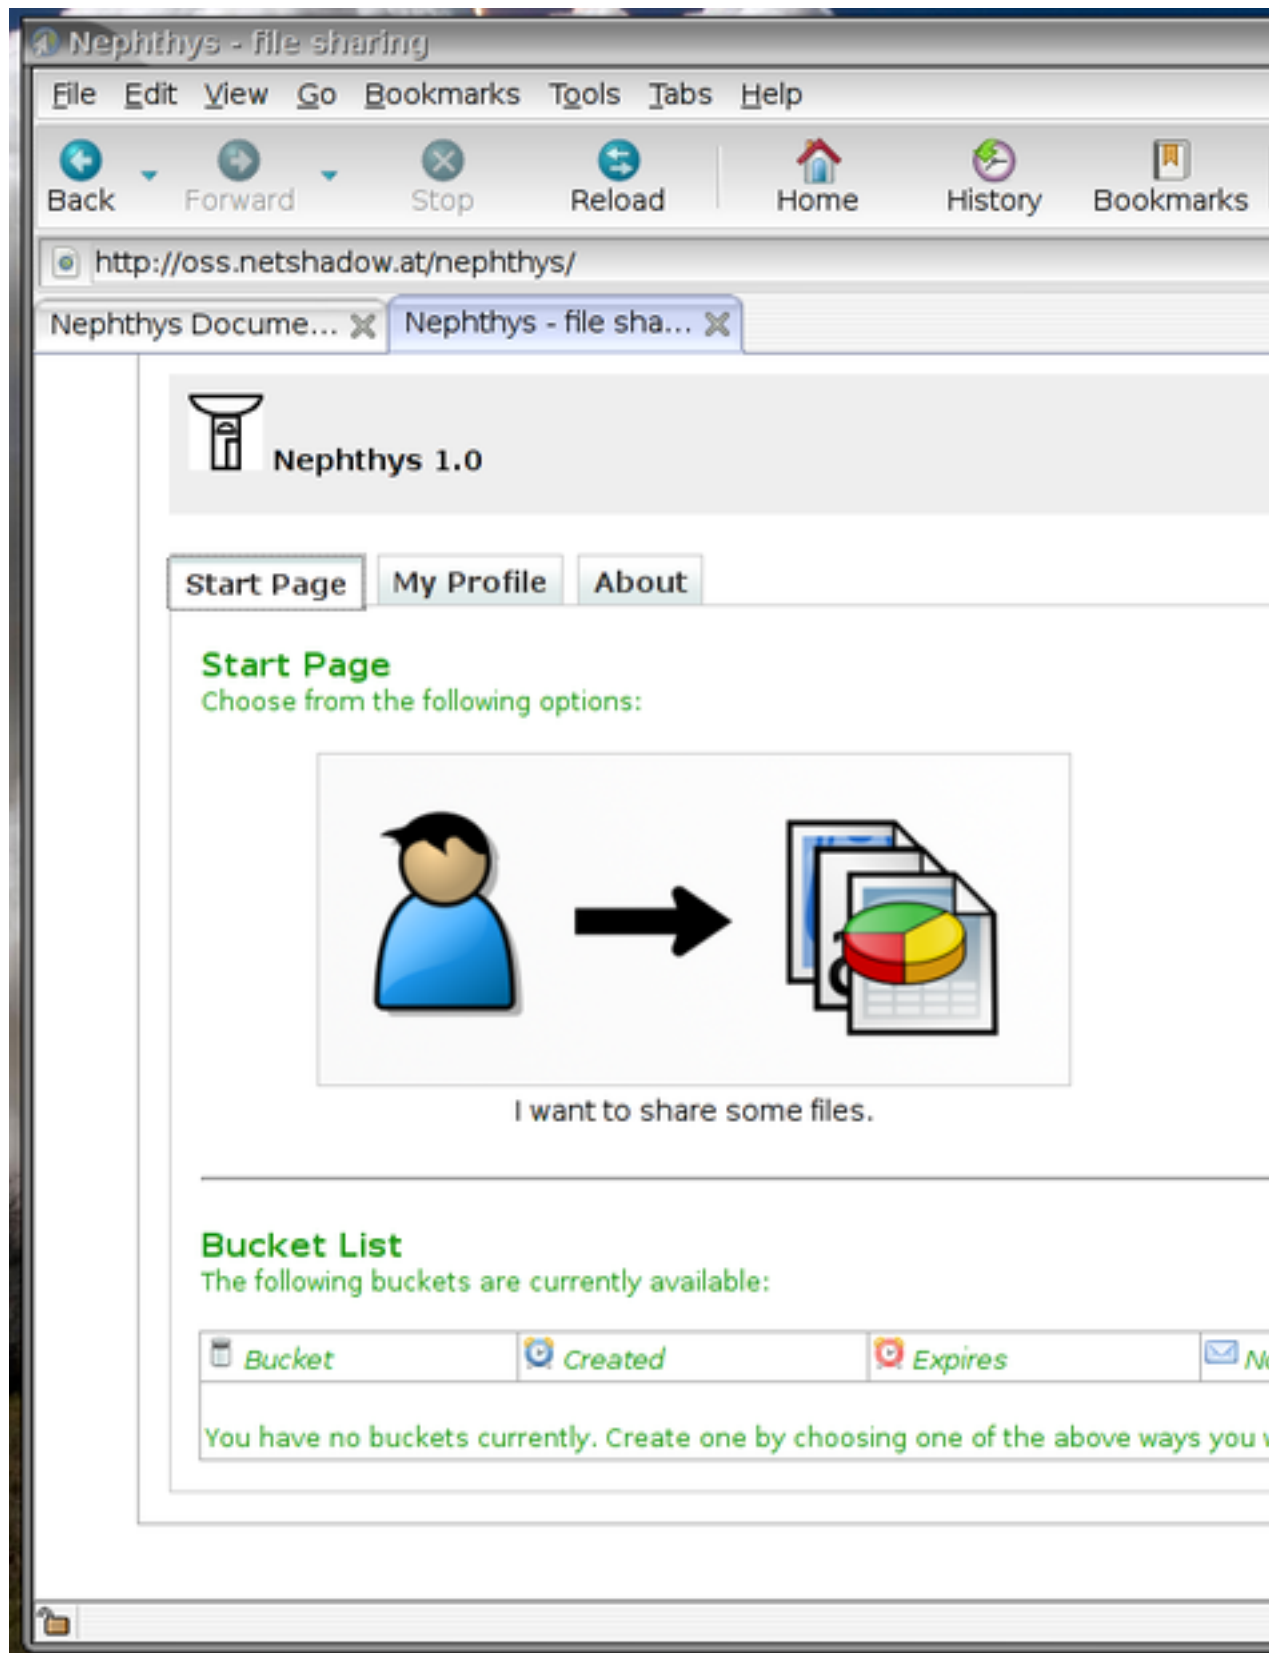 Nephthys - file sharing
File Edit View Go Bookmarks Tools Tabs Help
Back Forward Stop Reload Home History Bookmarks
http://oss.netshadow.at/nephthys/
Nephthys Docume... Nephthys - file sha...
Nephthys 1.0
Start Page My Profile About
Start Page
Choose from the following options:
I want to share some files.
Bucket List
The following buckets are currently available:
Bucket Created Expires
You have no buckets currently. Create one by choosing one of the above ways you